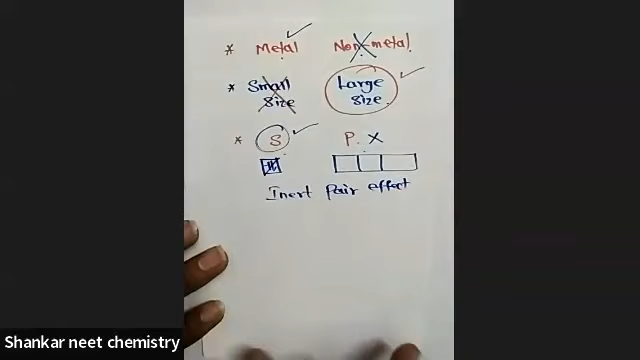 * Metal Non-metal
* Small Large
size size
* S P.
Inert Pair effect
Shankar neet chemistry